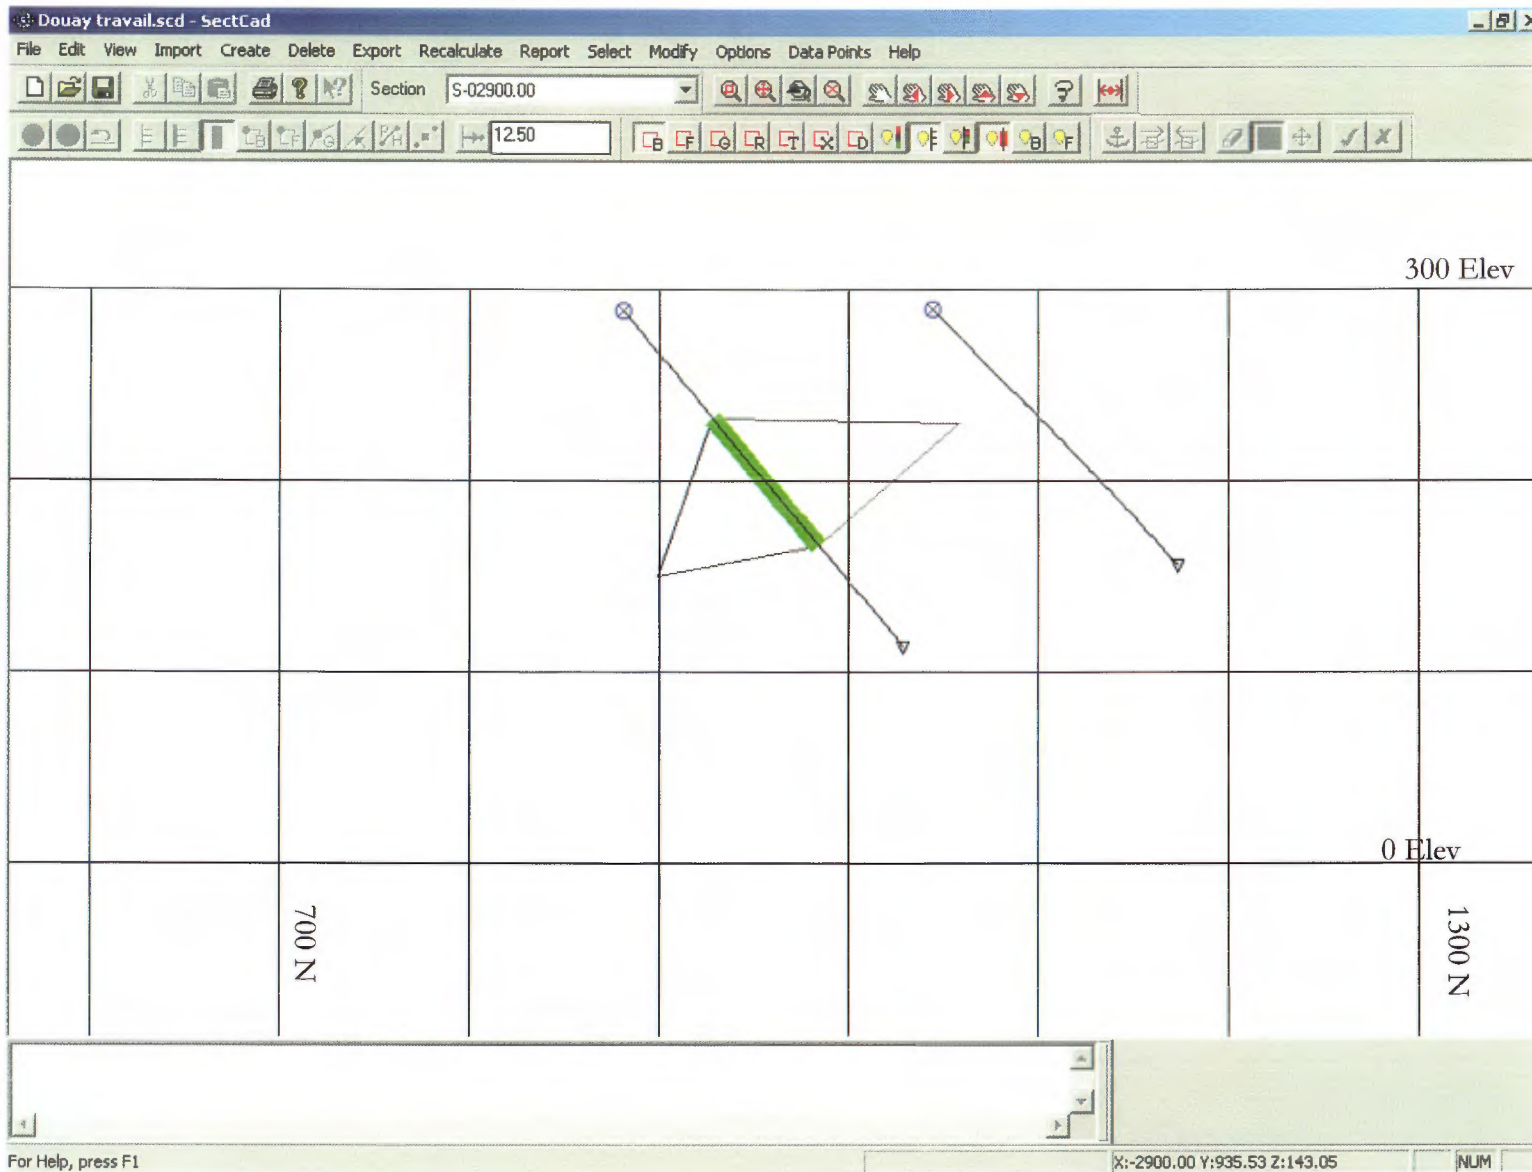 Douay travail.scd - SectCad
File Edit View Import Create Delete Export Recalculate Report Select Modify Options Data Points Help
Section S-02900.00
12.50
B F G R T X D F B F
300 Elev
0 Elev
700 N
1300 N
For Help, press F1
X:-2900.00 Y:935.53 Z:143.05
NUM